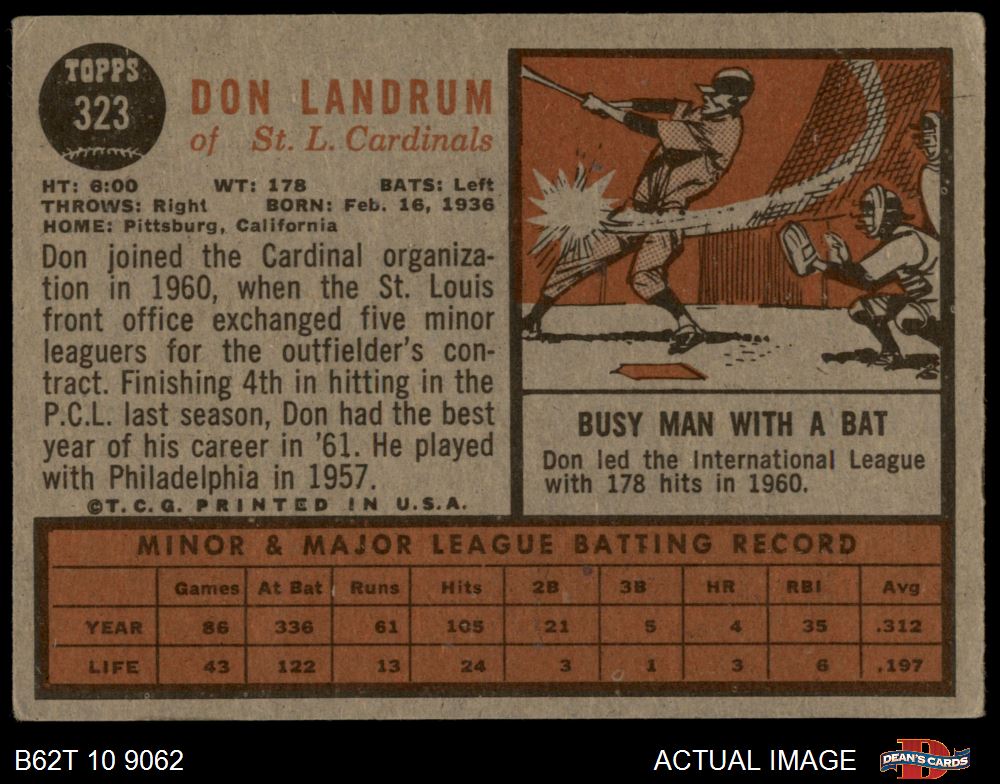 TOPPS
323
DON LANDRUM
of St. L. Cardinals
HT: 6:00 WT: 178 BATS: Left
THROWS: Right BORN: Feb. 16, 1936
HOME: Pittsburg, California
Don joined the Cardinal organiza-
tion in 1960, when the St. Louis
front office exchanged five minor
leaguers for the outfielder's con-
tract. Finishing 4th in hitting in the
P.C.L. last season, Don had the best
year of his career in '61. He played
with Philadelphia in 1957.
©T.C.G. PRINTED IN U.S.A.
BUSY MAN WITH A BAT
Don led the International League
with 178 hits in 1960.
MINOR & MAJOR LEAGUE BATTING RECORD
Games At Bat Runs Hits 2B 3B HR RBI Avg
YEAR 86 336 61 105 21 5 4 35 .312
LIFE 43 122 13 24 3 1 3 6 .197
B62T 10 9062 ACTUAL IMAGE DEAN'S CARDS